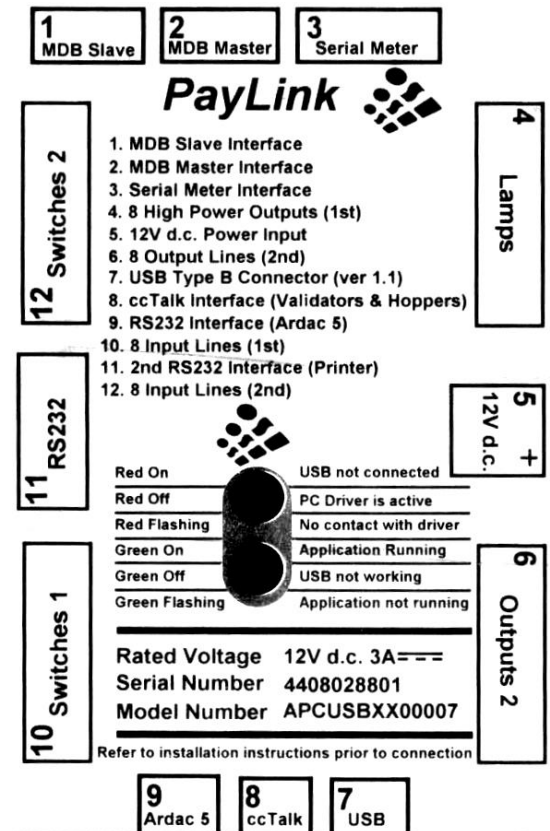 1
MDB Slave
2
MDB Master
3
Serial Meter
PayLink
1. MDB Slave Interface
2. MDB Master Interface
3. Serial Meter Interface
4. 8 High Power Outputs (1st)
5. 12V d.c. Power Input
6. 8 Output Lines (2nd)
7. USB Type B Connector (ver 1.1)
8. ccTalk Interface (Validators & Hoppers)
9. RS232 Interface (Ardac 5)
10. 8 Input Lines (1st)
11. 2nd RS232 Interface (Printer)
12. 8 Input Lines (2nd)
12 Switches 2
4 Lamps
11 RS232
5 +
12V d.c.
Red On USB not connected
Red Off PC Driver is active
Red Flashing No contact with driver
Green On Application Running
Green Off USB not working
Green Flashing Application not running
10 Switches 1
6 Outputs 2
Rated Voltage 12V d.c. 3A
Serial Number 4408028801
Model Number APCUSBXX00007
Refer to installation instructions prior to connection
9
Ardac 5
8
ccTalk
7
USB